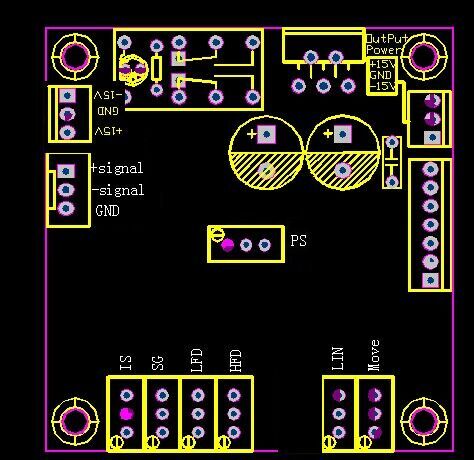 OutPut
Power
+15V
GND
-15V
-15V
GND
+15V
+signal
-signal
GND
PS
IS
SG
LFD
HFD
LIN
Move